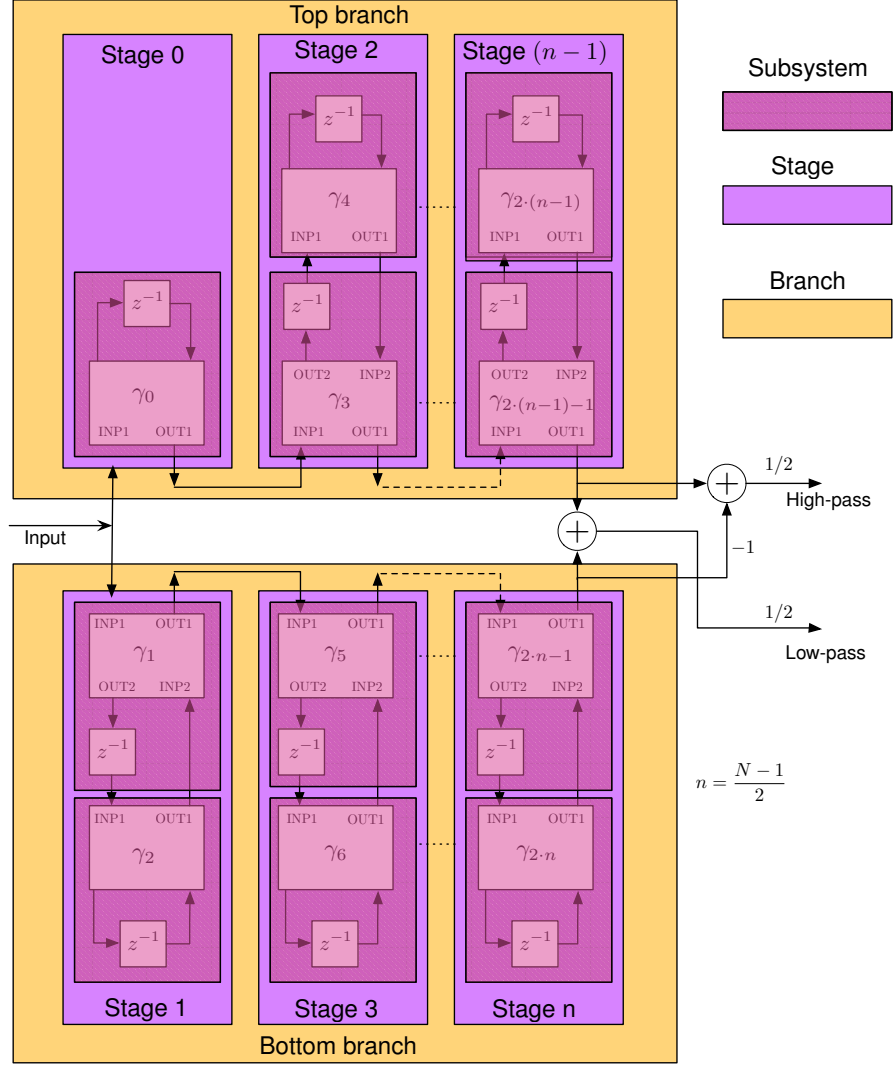 Top branch
Stage 0
Stage 2
Stage (n − 1)
z⁻¹
z⁻¹
γ₄
γ₂·(n−1)
INP1 OUT1
INP1 OUT1
z⁻¹
z⁻¹
z⁻¹
OUT2 INP2
OUT2 INP2
γ₀
γ₃
γ₂·(n−1)−1
INP1 OUT1
INP1 OUT1
INP1 OUT1
Subsystem
Stage
Branch
Input
+
+
1/2
High-pass
−1
1/2
Low-pass
INP1 OUT1
INP1 OUT1
INP1 OUT1
γ₁
γ₅
γ₂·n−1
OUT2 INP2
OUT2 INP2
OUT2 INP2
z⁻¹
z⁻¹
z⁻¹
INP1 OUT1
INP1 OUT1
INP1 OUT1
γ₂
γ₆
γ₂·n
z⁻¹
z⁻¹
z⁻¹
Stage 1
Stage 3
Stage n
Bottom branch
n = (N − 1)/2